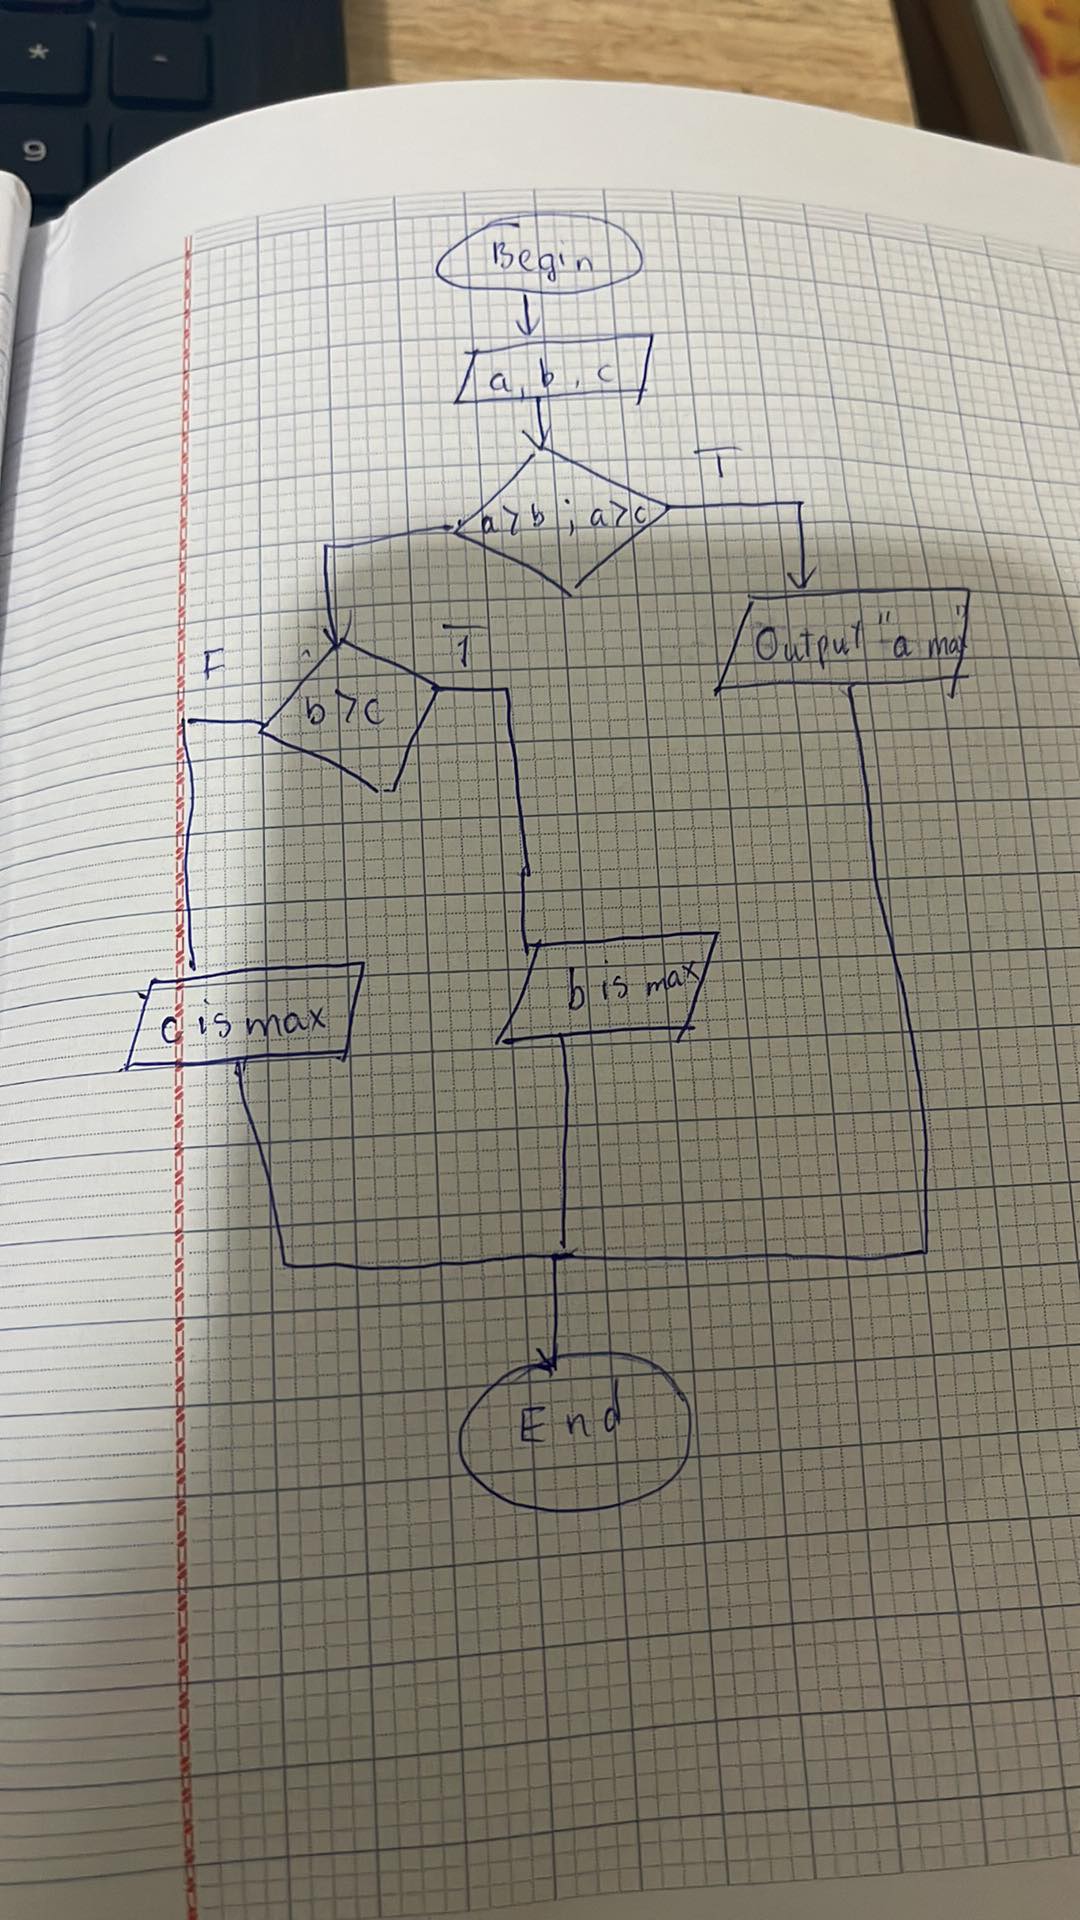 *
-
9
Begin
a, b, c
T
a > b ; a > c
Output "a max"
F
T
b > c
b is max
c is max
End